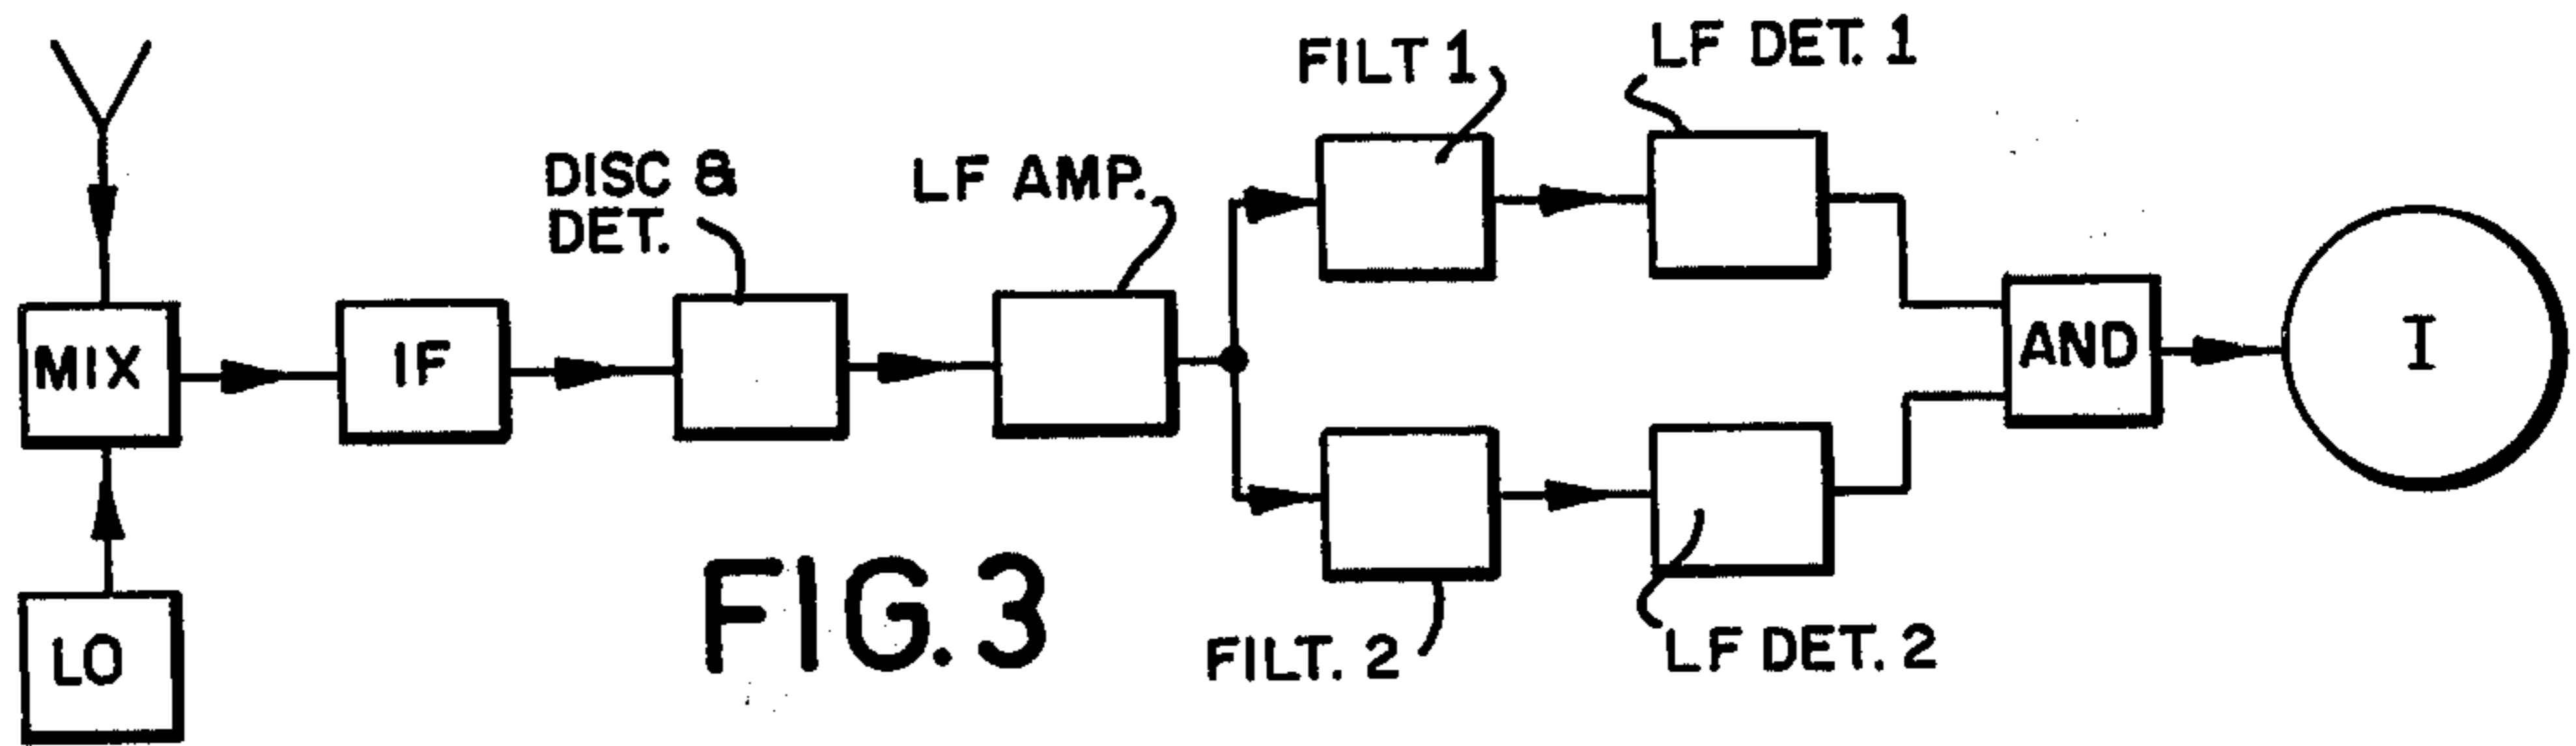 FILT 1
LF DET. 1
DISC &
DET.
LF AMP.
MIX
IF
AND
I
LO
FIG. 3
FILT. 2
LF DET. 2